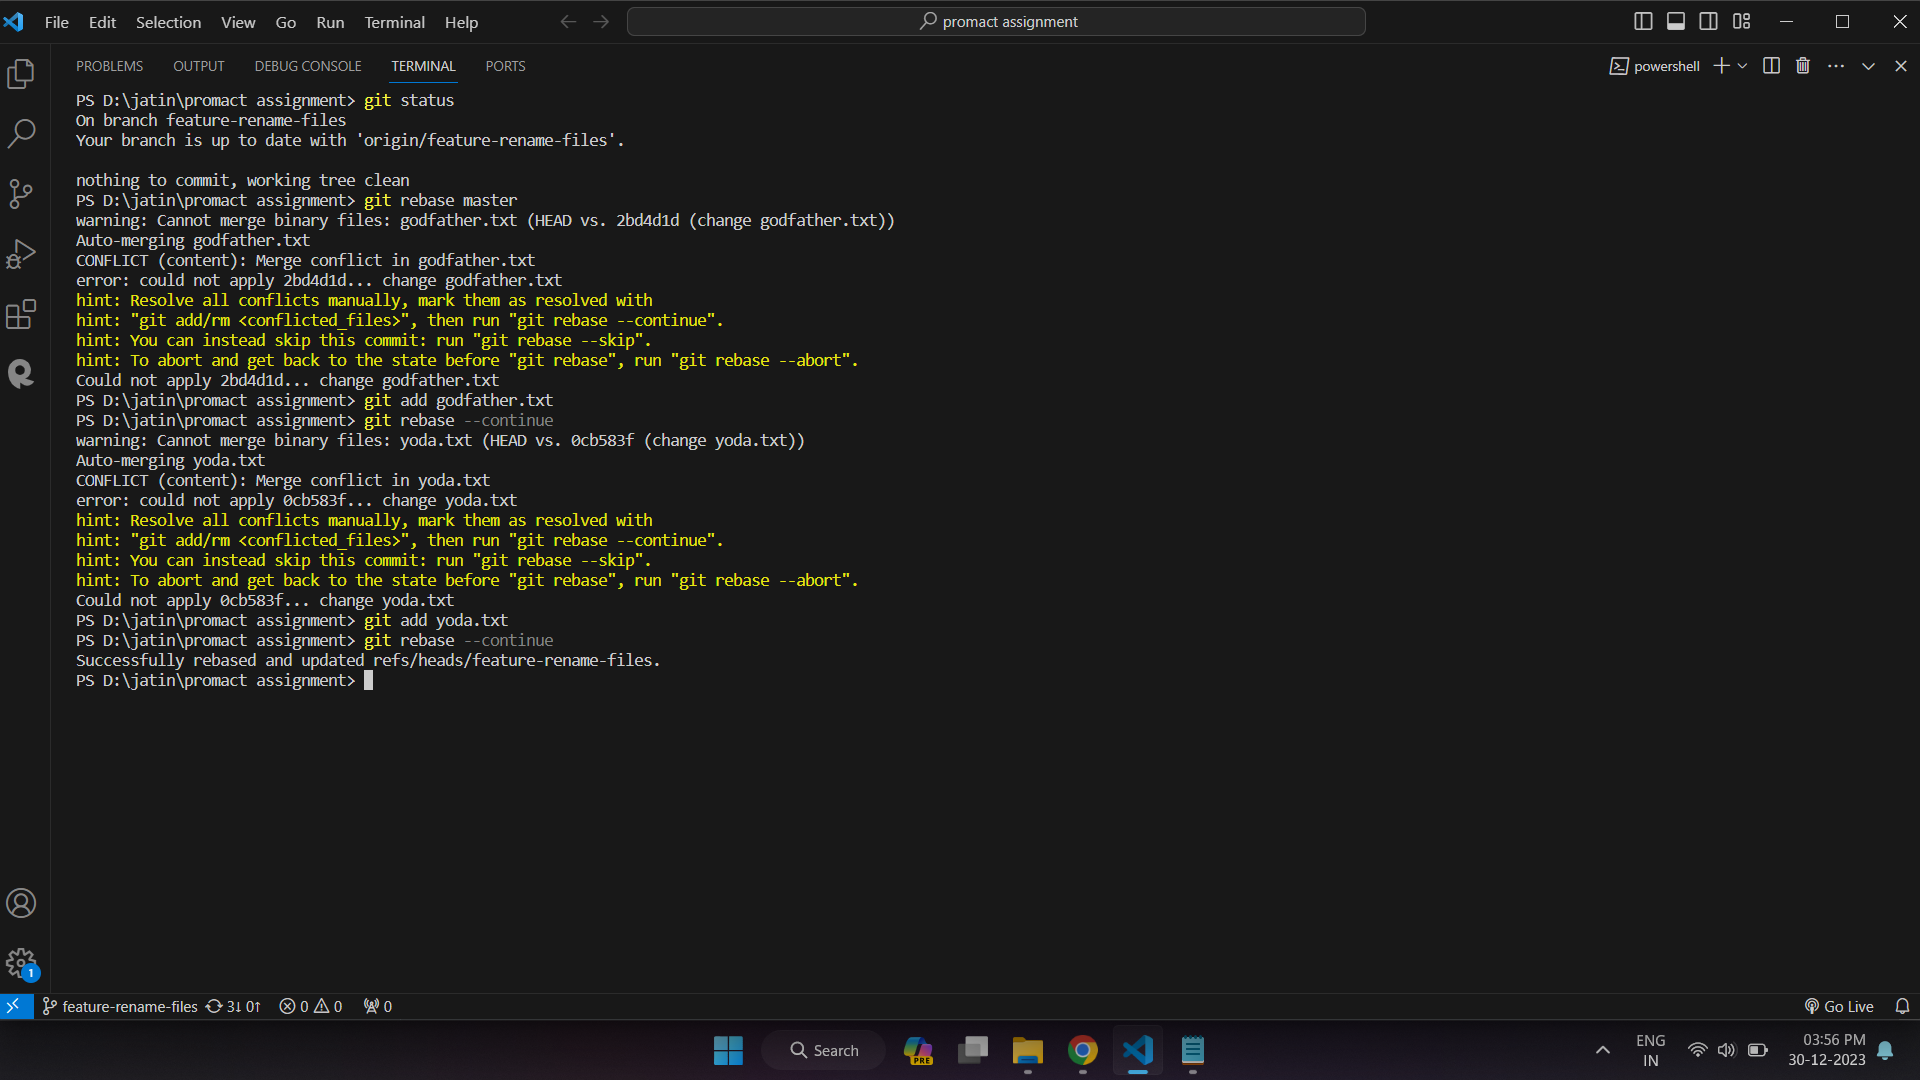 File Edit Selection View Go Run Terminal Help
promact assignment
PROBLEMS OUTPUT DEBUG CONSOLE TERMINAL PORTS
powershell
PS D:\jatin\promact assignment> git status
On branch feature-rename-files
Your branch is up to date with 'origin/feature-rename-files'.
nothing to commit, working tree clean
PS D:\jatin\promact assignment> git rebase master
warning: Cannot merge binary files: godfather.txt (HEAD vs. 2bd4d1d (change godfather.txt))
Auto-merging godfather.txt
CONFLICT (content): Merge conflict in godfather.txt
error: could not apply 2bd4d1d... change godfather.txt
hint: Resolve all conflicts manually, mark them as resolved with
hint: "git add/rm <conflicted_files>", then run "git rebase --continue".
hint: You can instead skip this commit: run "git rebase --skip".
hint: To abort and get back to the state before "git rebase", run "git rebase --abort".
Could not apply 2bd4d1d... change godfather.txt
PS D:\jatin\promact assignment> git add godfather.txt
PS D:\jatin\promact assignment> git rebase --continue
warning: Cannot merge binary files: yoda.txt (HEAD vs. 0cb583f (change yoda.txt))
Auto-merging yoda.txt
CONFLICT (content): Merge conflict in yoda.txt
error: could not apply 0cb583f... change yoda.txt
hint: Resolve all conflicts manually, mark them as resolved with
hint: "git add/rm <conflicted_files>", then run "git rebase --continue".
hint: You can instead skip this commit: run "git rebase --skip".
hint: To abort and get back to the state before "git rebase", run "git rebase --abort".
Could not apply 0cb583f... change yoda.txt
PS D:\jatin\promact assignment> git add yoda.txt
PS D:\jatin\promact assignment> git rebase --continue
Successfully rebased and updated refs/heads/feature-rename-files.
PS D:\jatin\promact assignment>
1
feature-rename-files 3↓ 0↑ 0 0 0 Go Live
Search
PRE
ENG
IN
03:56 PM
30-12-2023